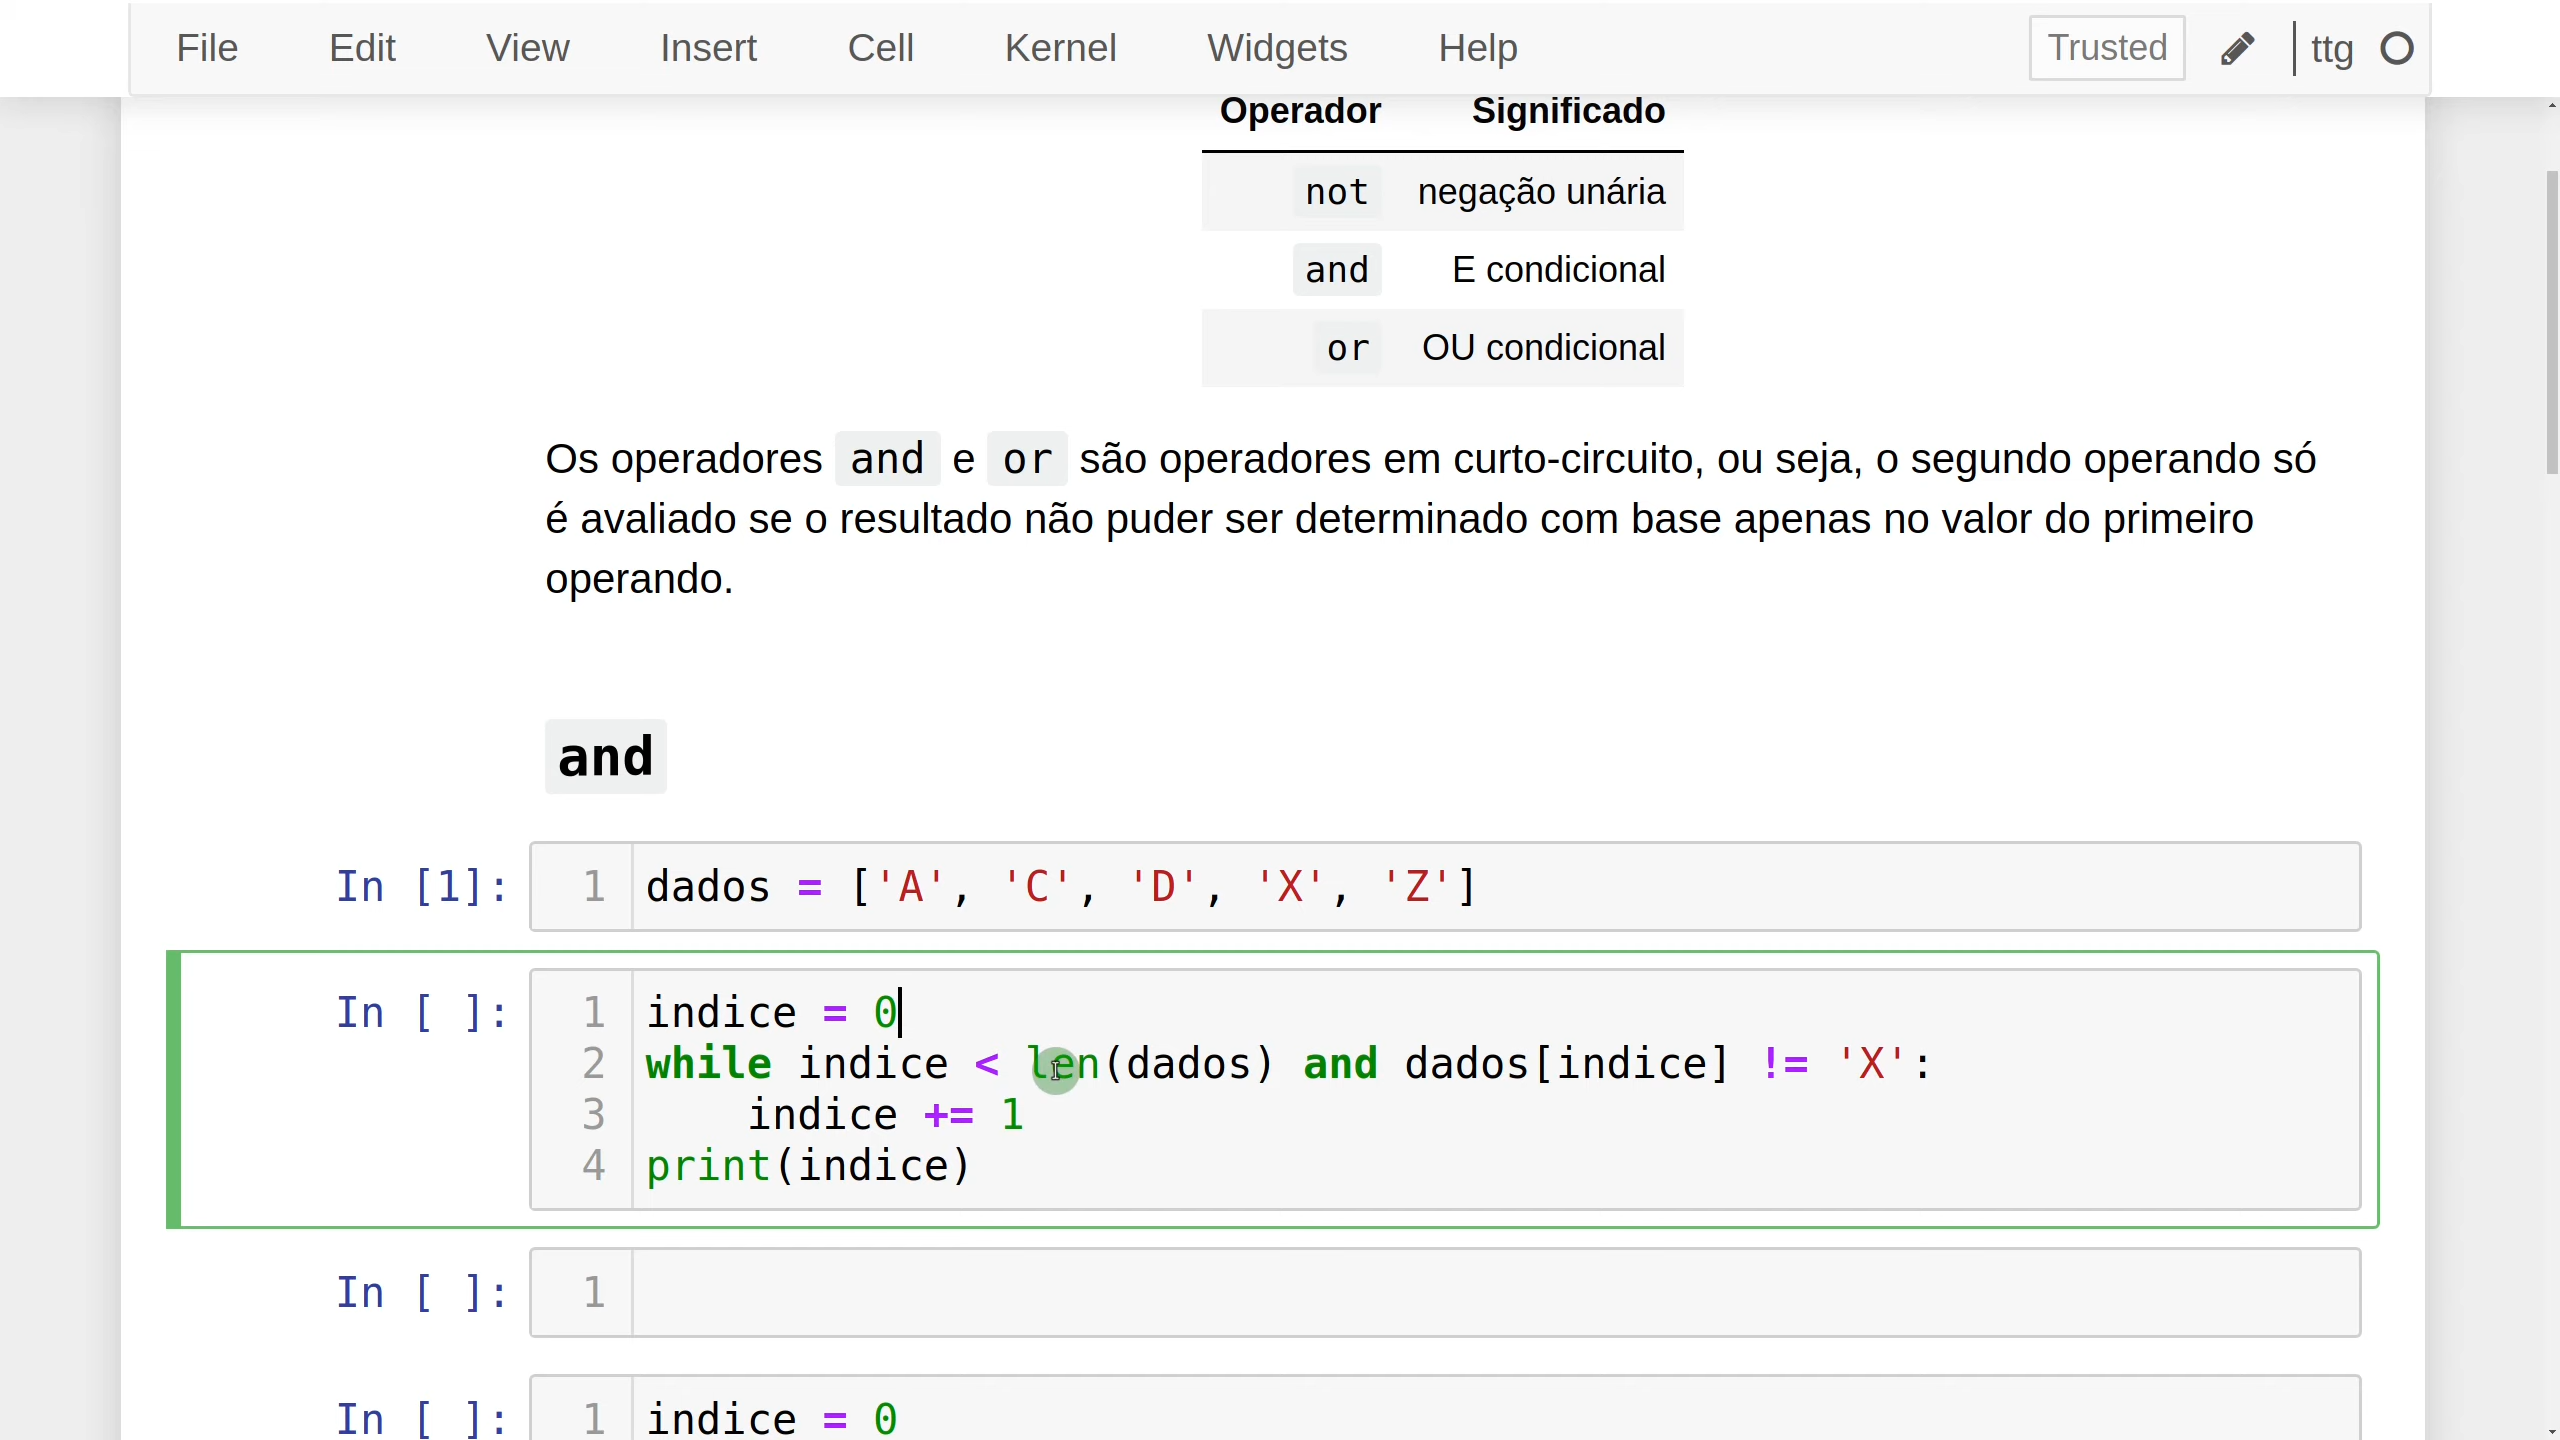 File Edit View Insert Cell Kernel Widgets Help Trusted ttg
Operador Significado
not negação unária
and E condicional
or OU condicional
Os operadores and e or são operadores em curto-circuito, ou seja, o segundo operando só
é avaliado se o resultado não puder ser determinado com base apenas no valor do primeiro
operando.
and
In [1]: 1 dados = ['A', 'C', 'D', 'X', 'Z']
In [ ]: 1 indice = 0
2 while indice < len(dados) and dados[indice] != 'X':
3     indice += 1
4 print(indice)
In [ ]: 1
In [ ]: 1 indice = 0